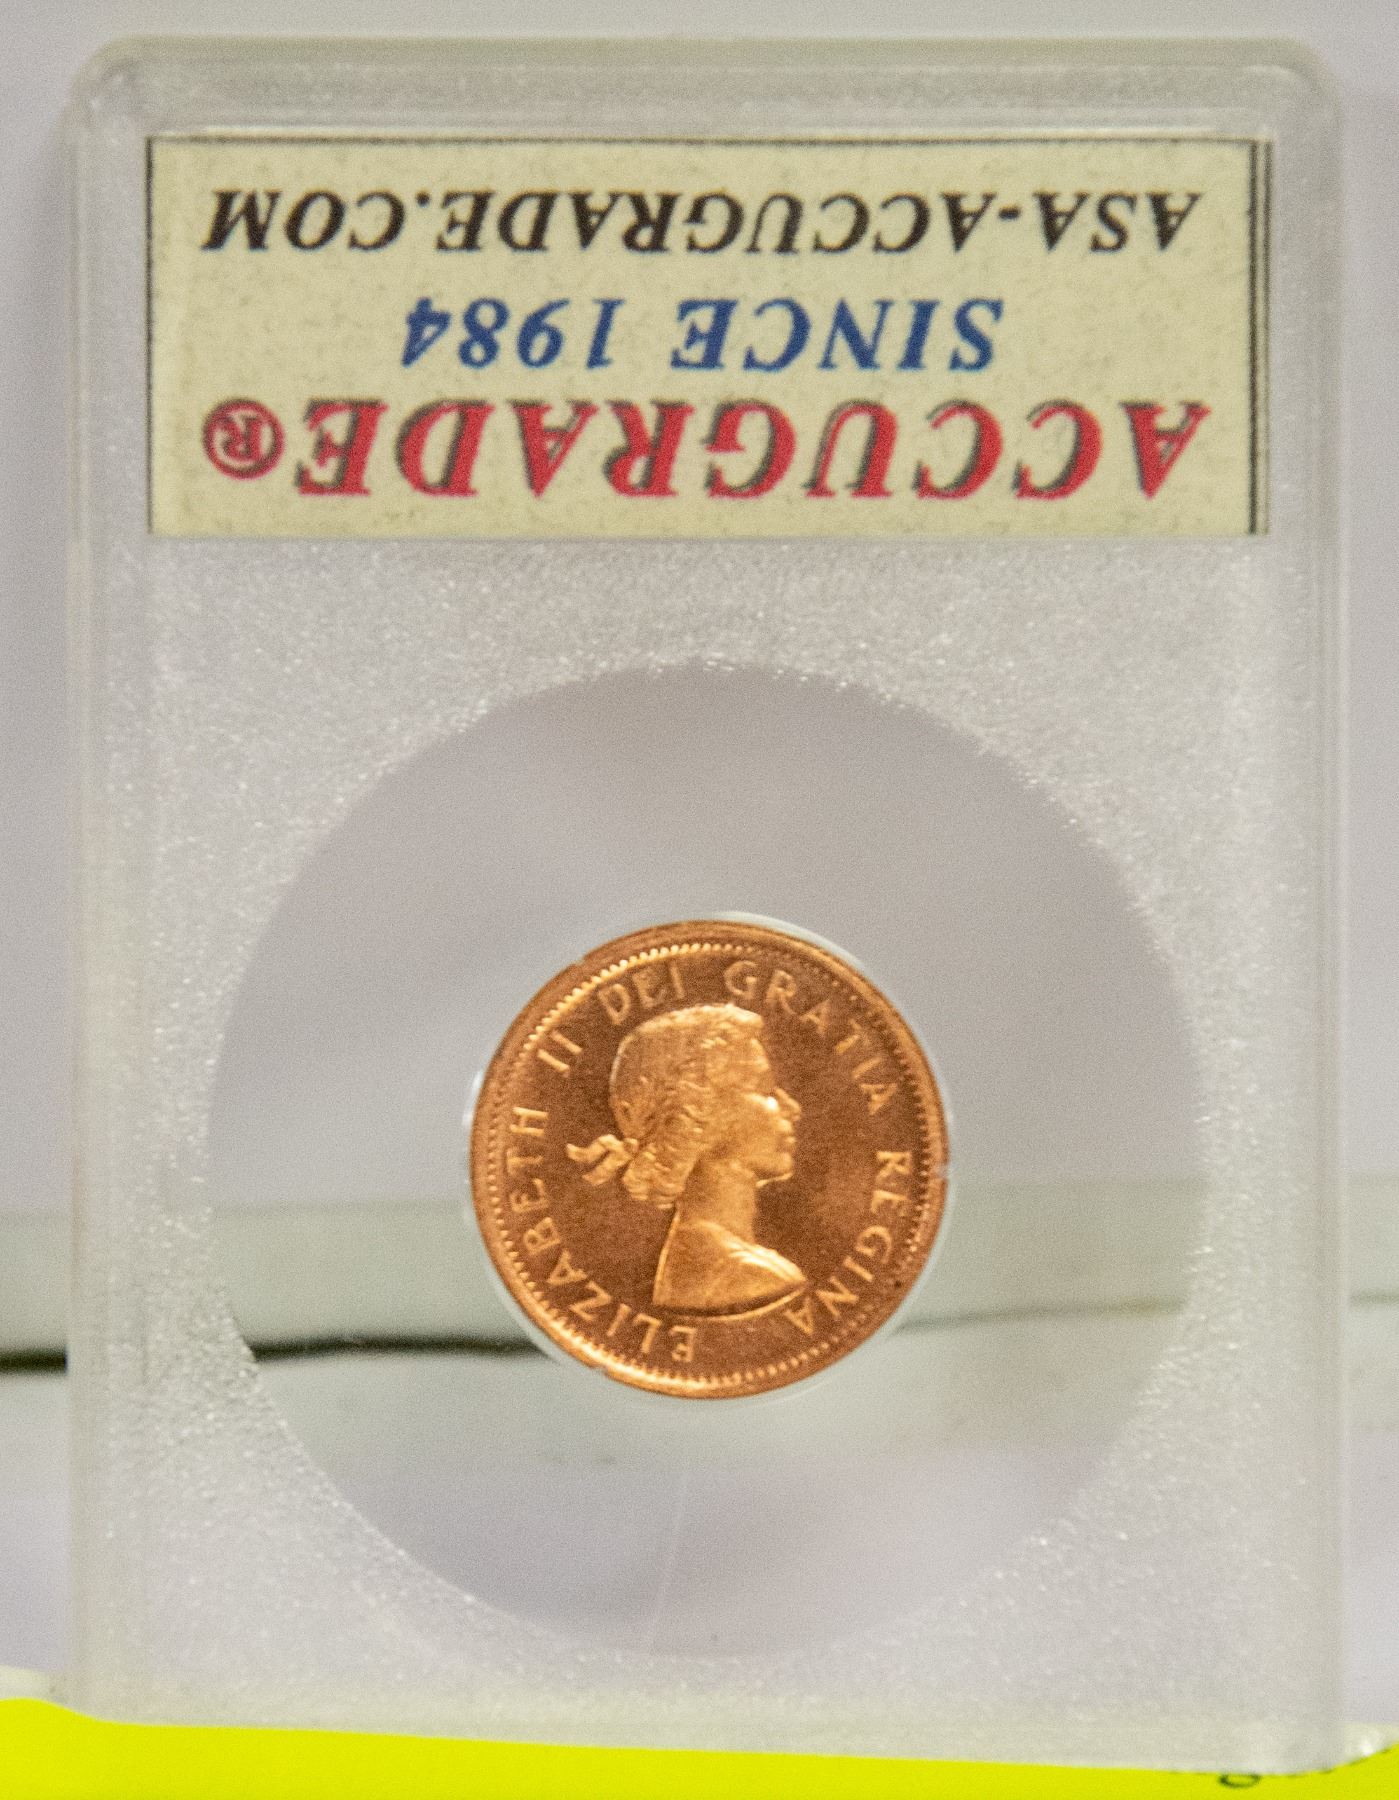 ACCUGRADE®
SINCE 1984
ASA-ACCUGRADE.COM
ELIZABETH II DEI GRATIA REGINA